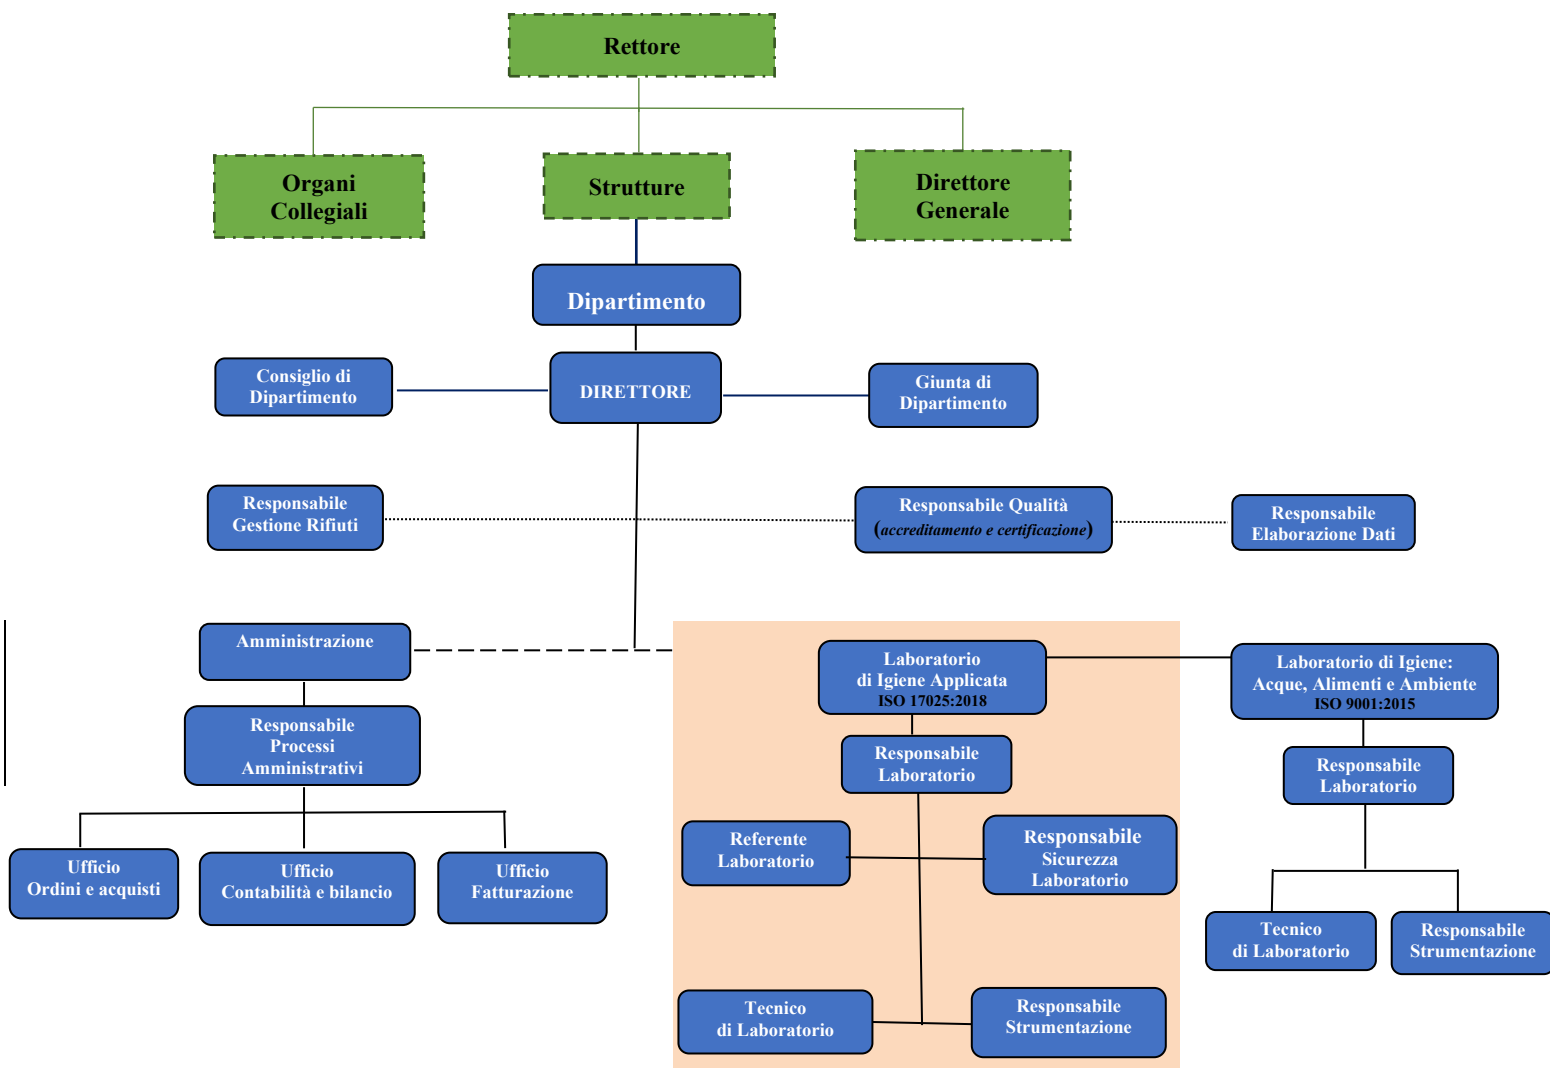 Rettore
Organi
Collegiali
Strutture
Direttore
Generale
Dipartimento
Consiglio di
Dipartimento
DIRETTORE
Giunta di
Dipartimento
Responsabile
Gestione Rifiuti
Responsabile Qualità
(accreditamento e certificazione)
Responsabile
Elaborazione Dati
Amministrazione
Laboratorio
di Igiene Applicata
ISO 17025:2018
Laboratorio di Igiene:
Acque, Alimenti e Ambiente
ISO 9001:2015
Responsabile
Processi
Amministrativi
Responsabile
Laboratorio
Responsabile
Laboratorio
Ufficio
Ordini e acquisti
Ufficio
Contabilità e bilancio
Ufficio
Fatturazione
Referente
Laboratorio
Responsabile
Sicurezza
Laboratorio
Tecnico
di Laboratorio
Responsabile
Strumentazione
Tecnico
di Laboratorio
Responsabile
Strumentazione